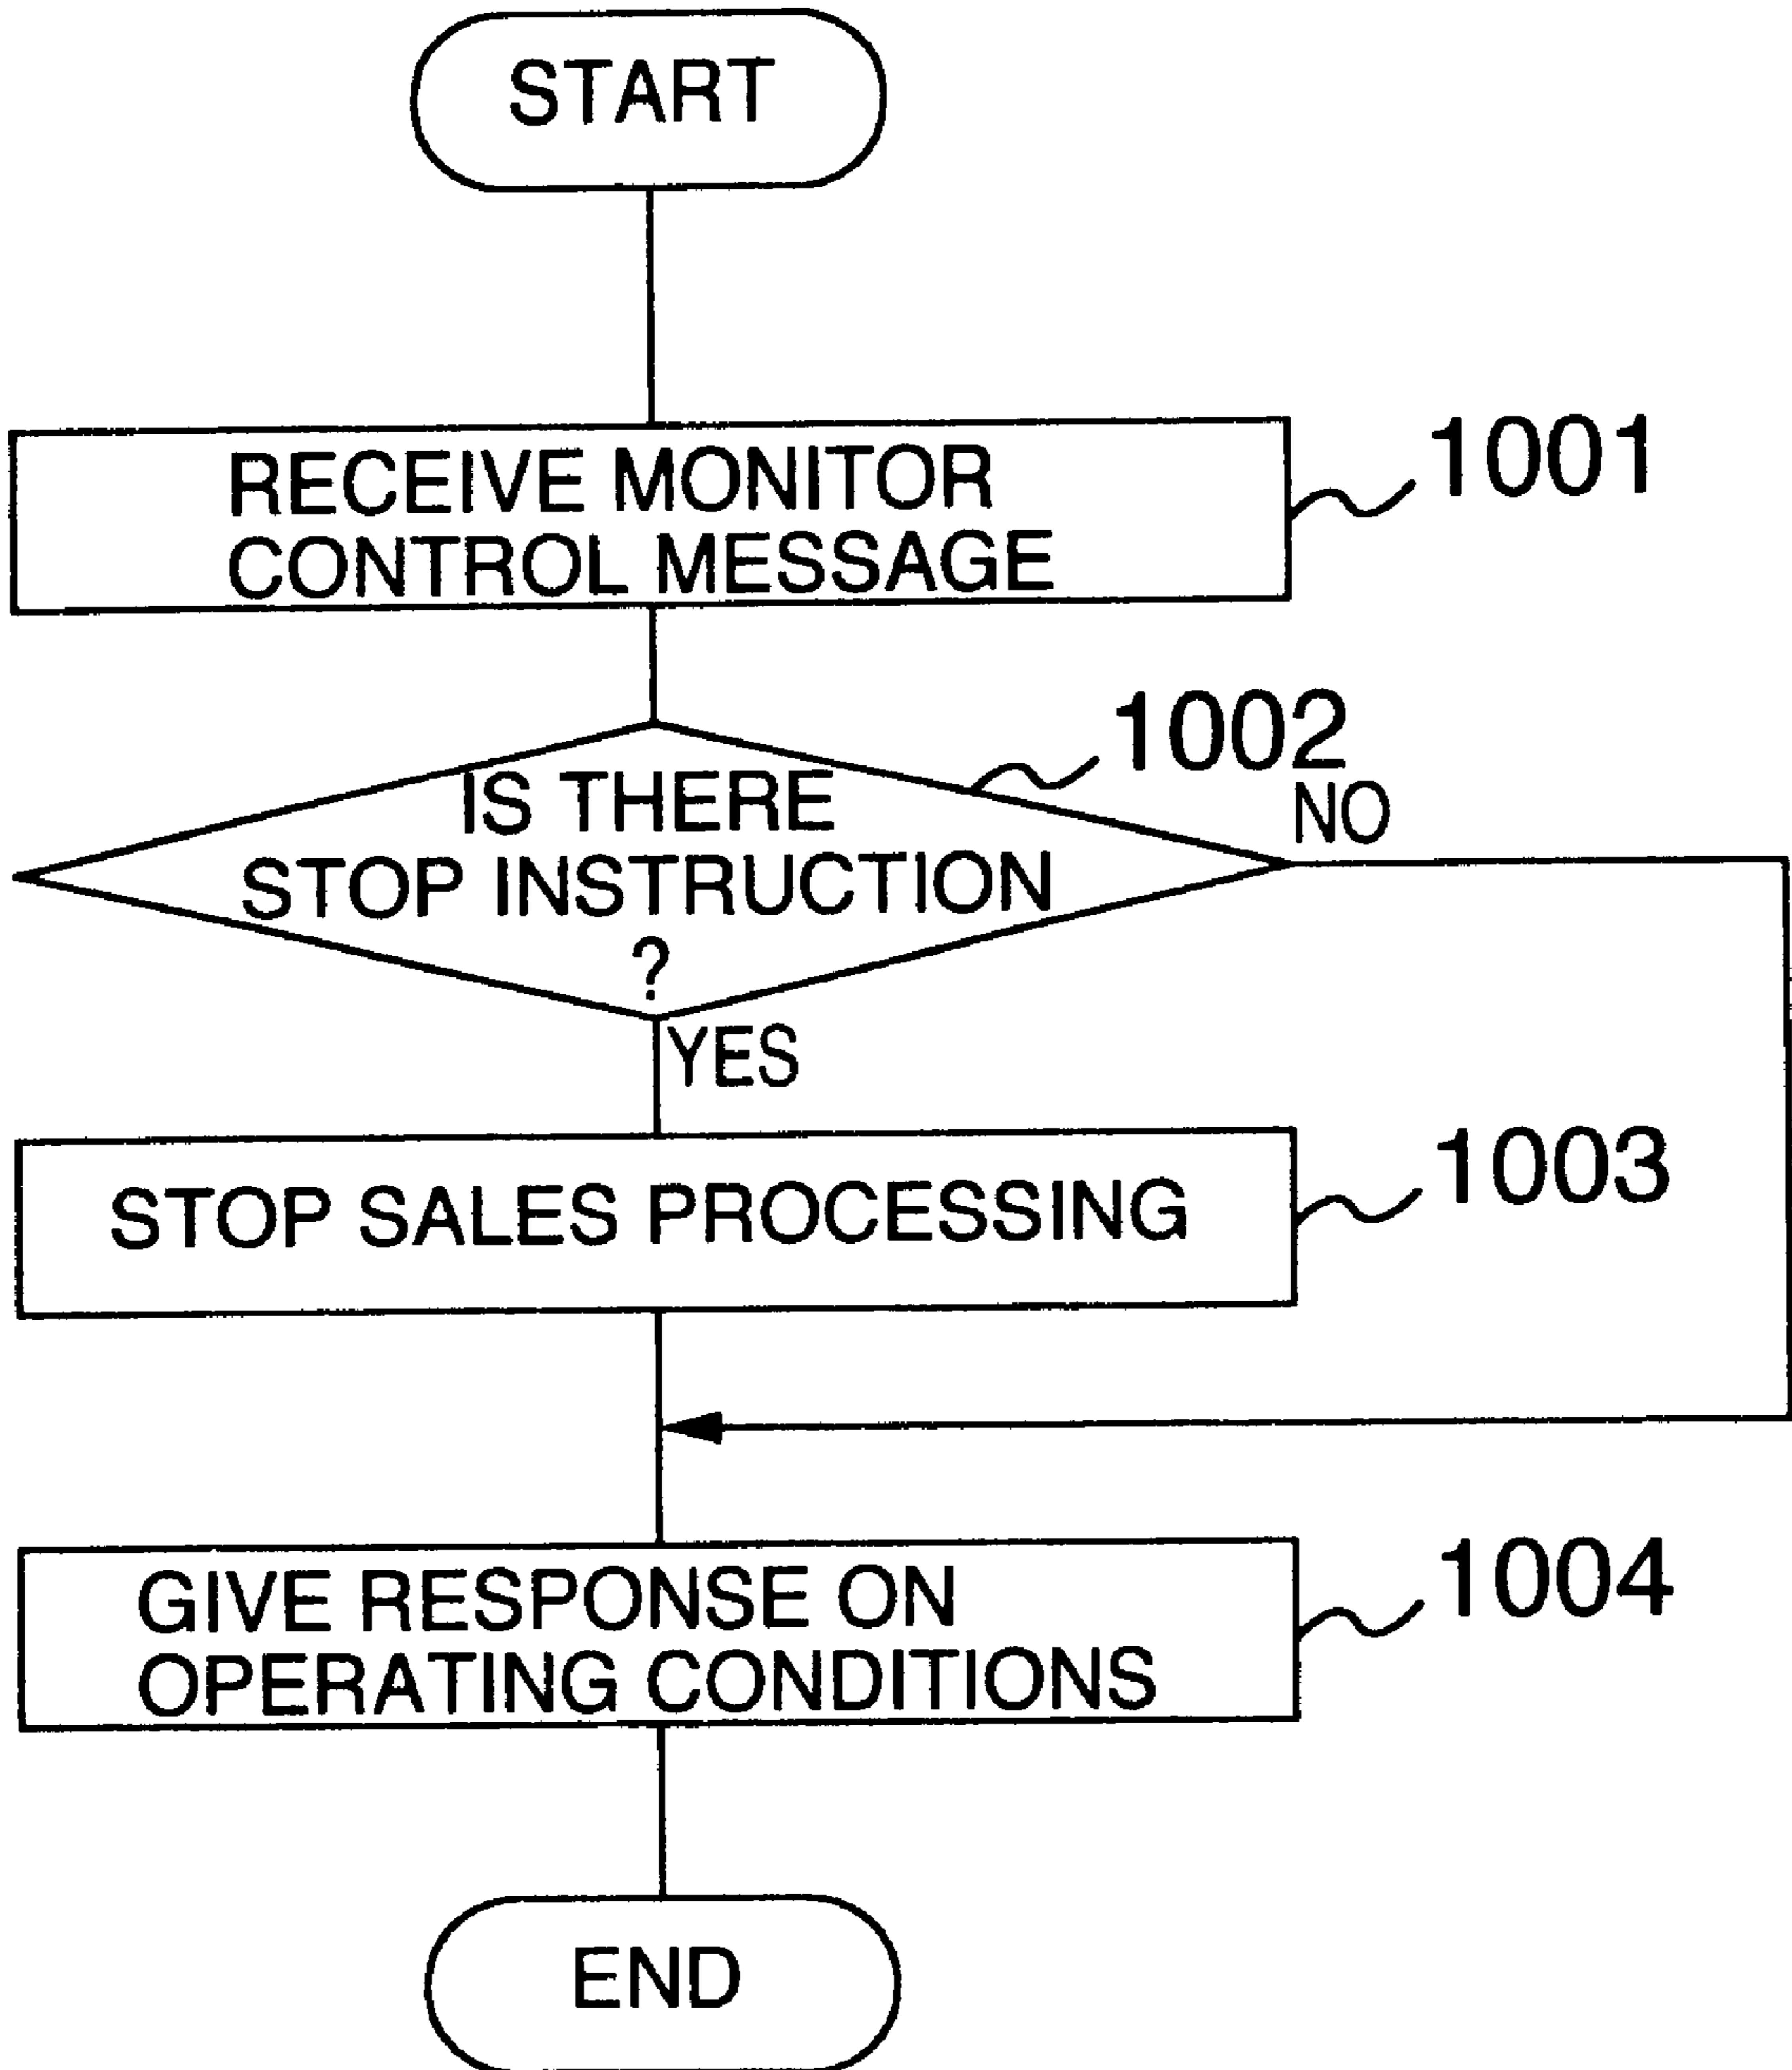 START
RECEIVE MONITOR
CONTROL MESSAGE
1001
1002
IS THERE
STOP INSTRUCTION
?
NO
YES
STOP SALES PROCESSING
1003
GIVE RESPONSE ON
OPERATING CONDITIONS
1004
END